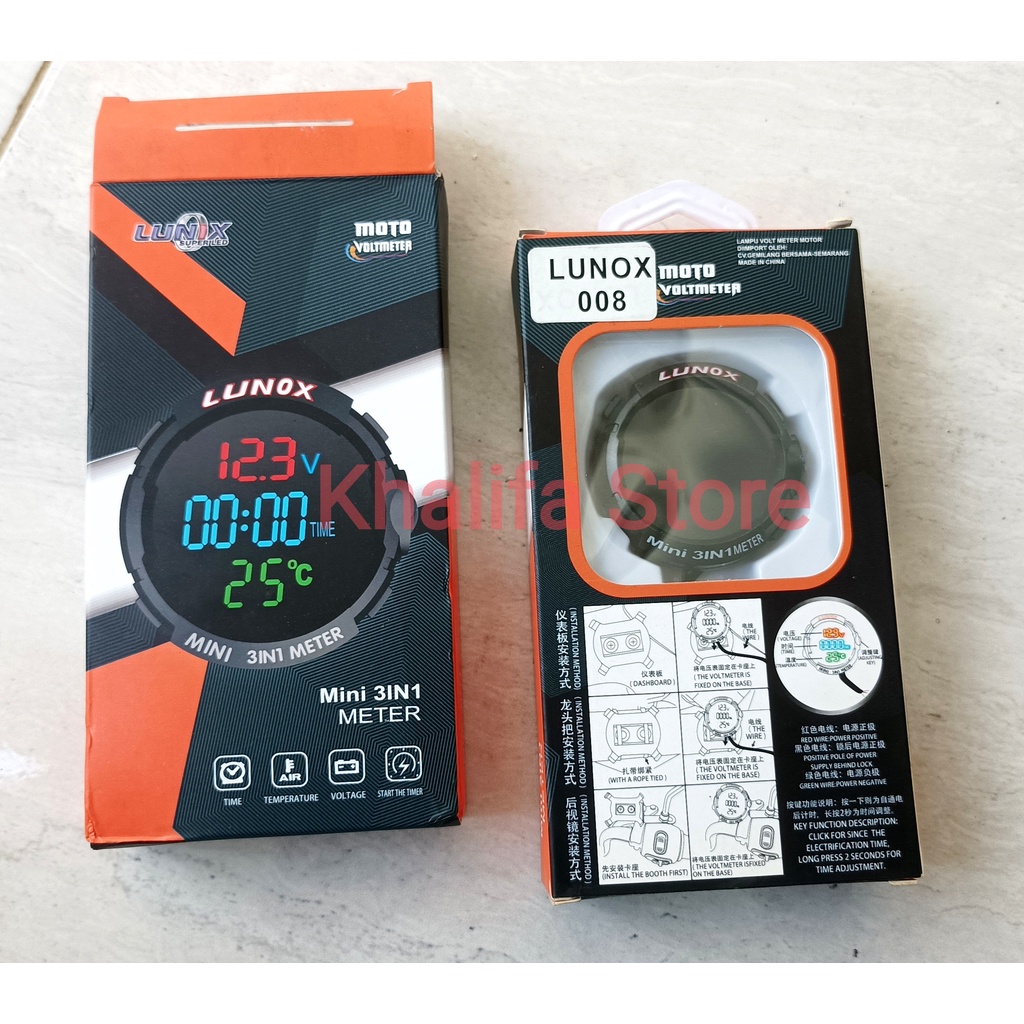 LUNOX
SUPERLED
MOTO
VOLTMETER
LUNOX
12.3 V
00:00 TIME
25°C
MINI 3IN1 METER
Mini 3IN1
METER
TIME
AIR
TEMPERATURE
VOLTAGE
START THE TIMER
Khalifa Store
LUNOX
008
MOTO
VOLTMETER
LAMPU VOLT METER MOTOR
DIIMPORT OLEH:
CV.GEMILANG BERSAMA-SEMARANG
MADE IN CHINA
LUNOX
Mini 3IN1 METER
仪表板安装方式
(INSTALLATION METHOD)
仪表板
(DASHBOARD)
电线
(THE WIRE)
将电压表固定在卡座上
(THE VOLTMETER IS
FIXED ON THE BASE)
龙头把安装方式
(INSTALLATION METHOD)
扎带绑紧
(WITH A ROPE TIED)
电线
(THE WIRE)
将电压表固定在卡座上
(THE VOLTMETER IS
FIXED ON THE BASE)
后视镜安装方式
(INSTALLATION METHOD)
先安装卡座
(INSTALL THE BOOTH FIRST)
将电压表固定在卡座上
(THE VOLTMETER ISFIXED
ON THE BASE)
电压
(VOLTAGE)
时间
(TIME)
温度
(TEMPERATURE)
调整键
(ADJUSTING
KEY)
红色电线：电源正极
RED WIRE:POWER POSITIVE
黑色电线：锁后电源正极
POSITIVE POLE OF POWER
SUPPLY BEHIND LOCK
绿色电线：电源负极
GREEN WIRE:POWER NEGATIVE
按键功能说明：按一下则为自通电
后计时，长按2秒为时间调整.
KEY FUNCTION DESCRIPTION:
CLICK FOR SINCE THE
ELECTRIFICATION TIME,
LONG PRESS 2 SECONDS FOR
TIME ADJUSTMENT.